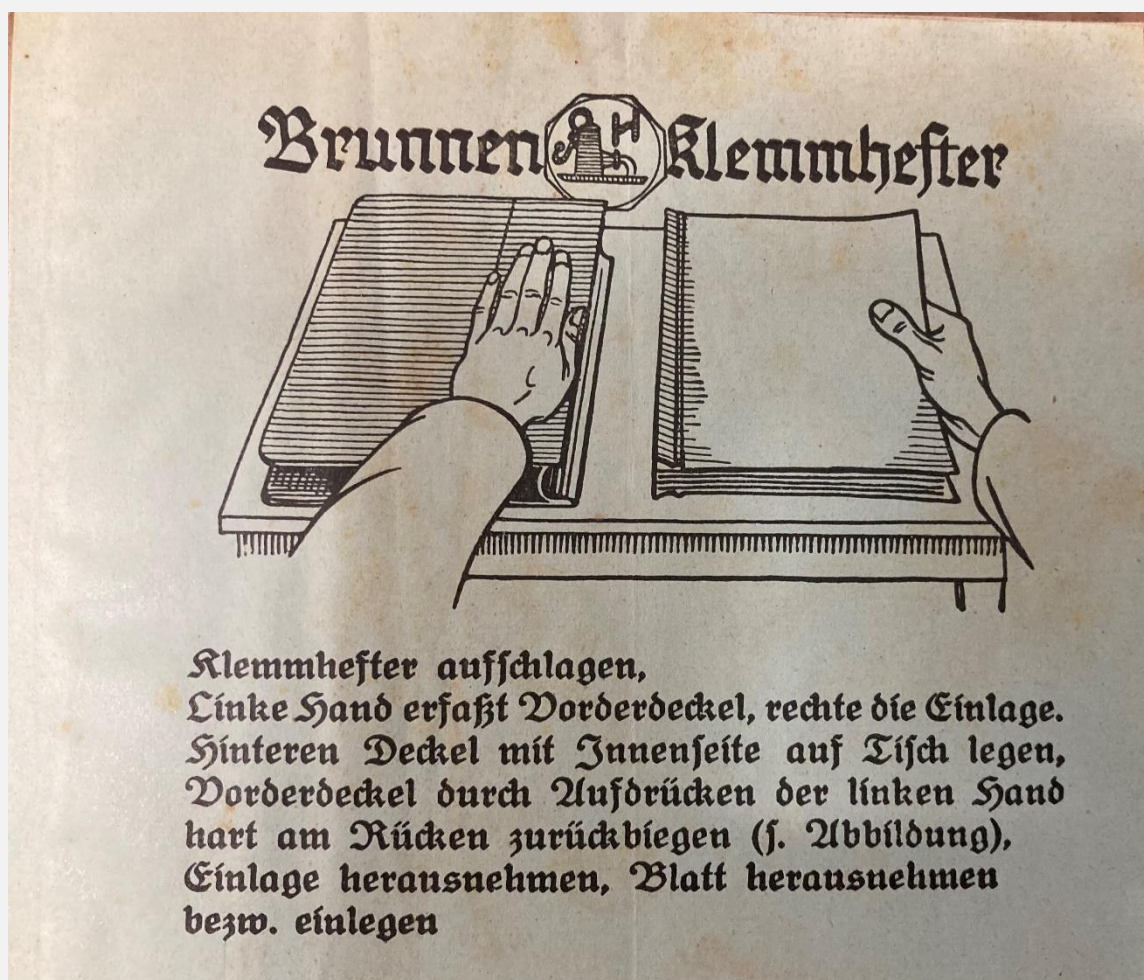 Brunnen H Klemmhefter
Klemmhefter aufschlagen,
Linke Hand erfaßt Vorderdeckel, rechte die Einlage.
Hinteren Deckel mit Innenseite auf Tisch legen,
Vorderdeckel durch Aufdrücken der linken Hand
hart am Rücken zurückbiegen (s. Abbildung),
Einlage herausnehmen, Blatt herausnehmen
bezw. einlegen